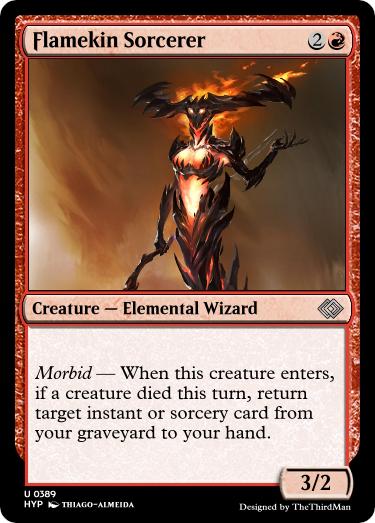 Flamekin Sorcerer 2
Creature — Elemental Wizard
Morbid — When this creature enters,
if a creature died this turn, return
target instant or sorcery card from
your graveyard to your hand.
3/2
U 0389
HYP THIAGO-ALMEIDA
Designed by TheThirdMan